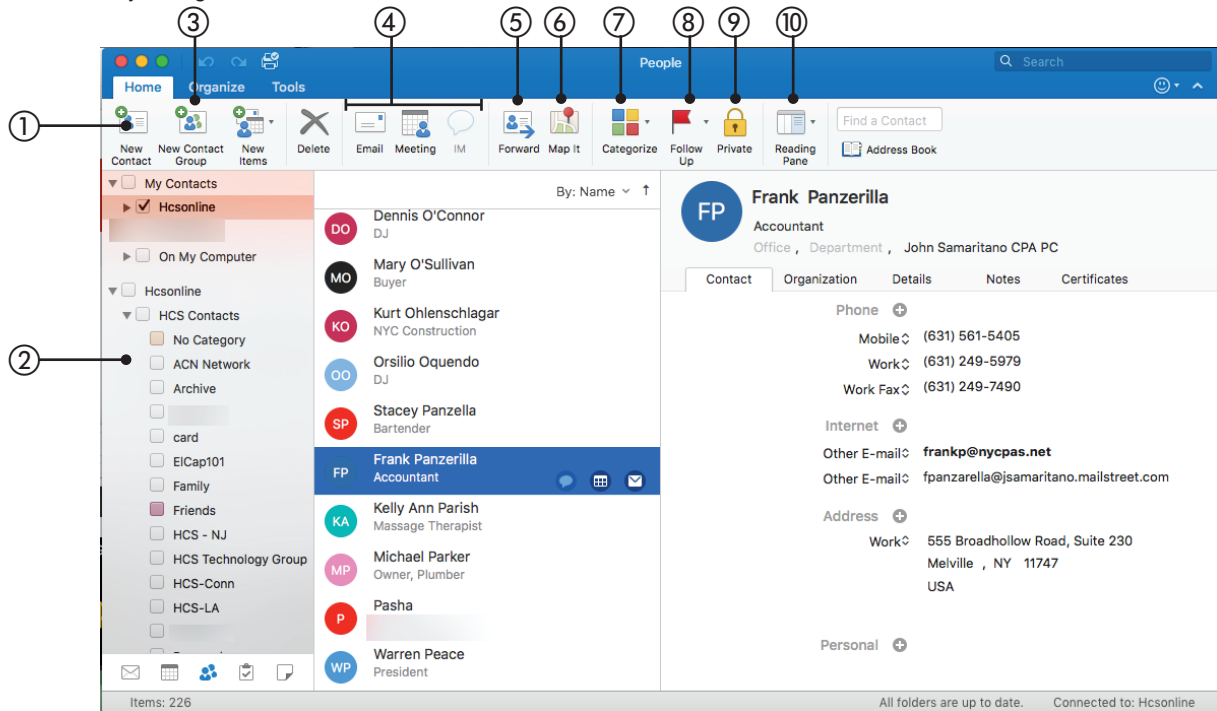 ③ ④ ⑤ ⑥ ⑦ ⑧ ⑨ ⑩
People
Search
Home Organize Tools
①
New Contact
New Contact Group
New Items
Delete
Email
Meeting
IM
Forward
Map It
Categorize
Follow Up
Private
Reading Pane
Find a Contact
Address Book
My Contacts
Hcsonline
On My Computer
Hcsonline
HCS Contacts
No Category
②
ACN Network
Archive
card
ElCap101
Family
Friends
HCS - NJ
HCS Technology Group
HCS-Conn
HCS-LA
By: Name ↑
DO Dennis O'Connor
DJ
MO Mary O'Sullivan
Buyer
KO Kurt Ohlenschlagar
NYC Construction
OO Orsilio Oquendo
DJ
SP Stacey Panzella
Bartender
FP Frank Panzerilla
Accountant
KA Kelly Ann Parish
Massage Therapist
MP Michael Parker
Owner, Plumber
P Pasha
WP Warren Peace
President
FP Frank Panzerilla
Accountant
Office , Department , John Samaritano CPA PC
Contact Organization Details Notes Certificates
Phone
Mobile (631) 561-5405
Work (631) 249-5979
Work Fax (631) 249-7490
Internet
Other E-mail frankp@nycpas.net
Other E-mail fpanzarella@jsamaritano.mailstreet.com
Address
Work 555 Broadhollow Road, Suite 230
Melville , NY 11747
USA
Personal
Items: 226
All folders are up to date. Connected to: Hcsonline